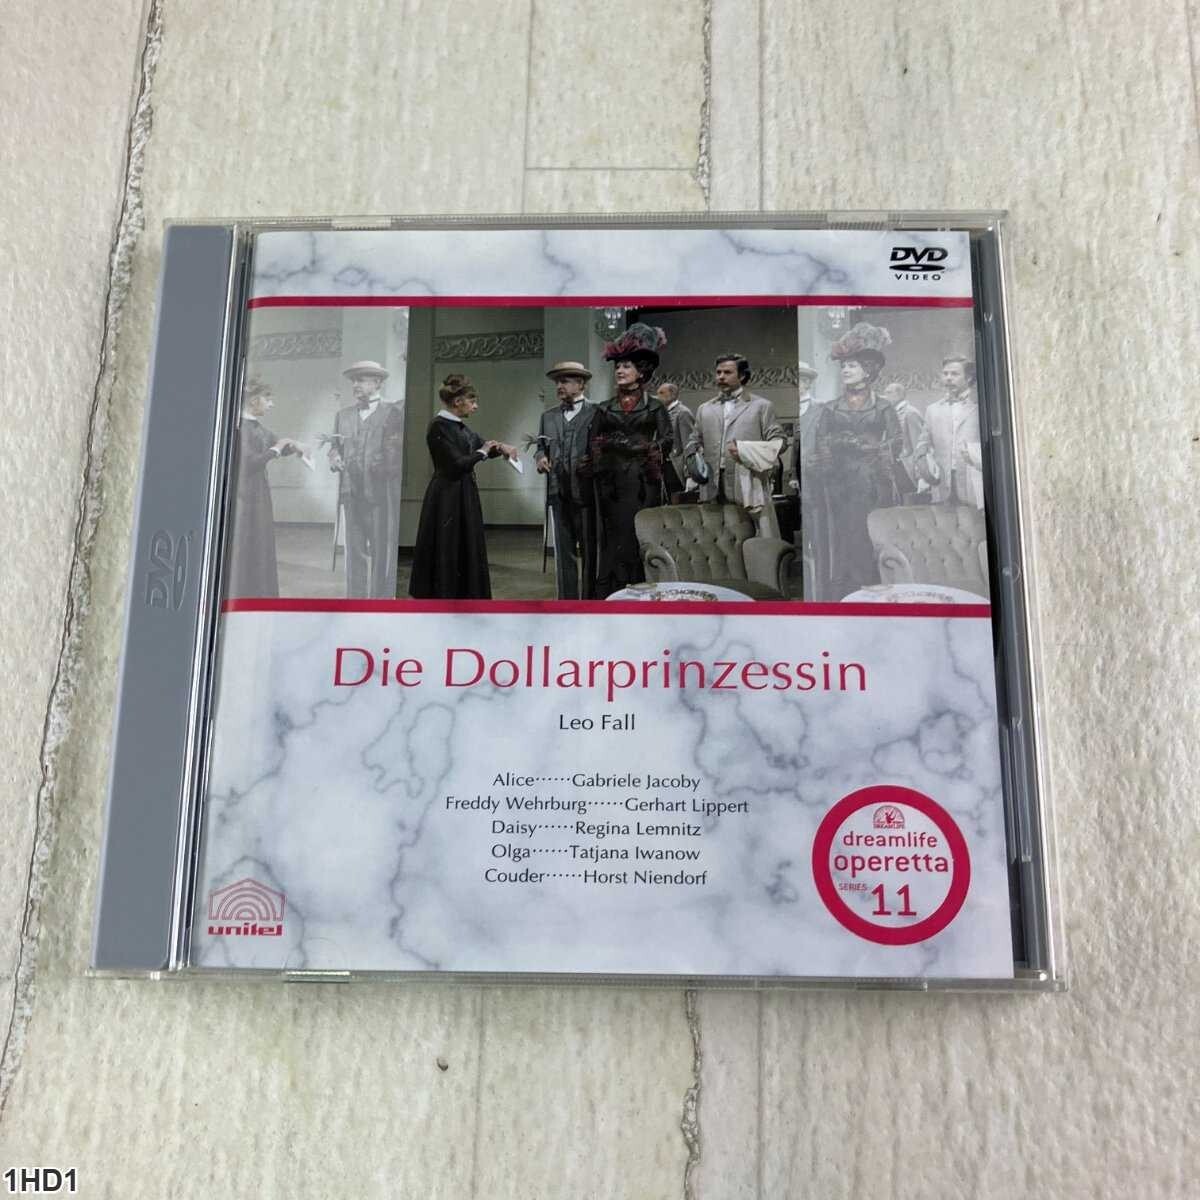 DVD
VIDEO
DVD
Die Dollarprinzessin
Leo Fall
Alice······Gabriele Jacoby
Freddy Wehrburg······Gerhart Lippert
Daisy······Regina Lemnitz
Olga······Tatjana Iwanow
Couder······Horst Niendorf
DREAMLIFE
dreamlife
operetta
SERIES 11
unitel
1HD1